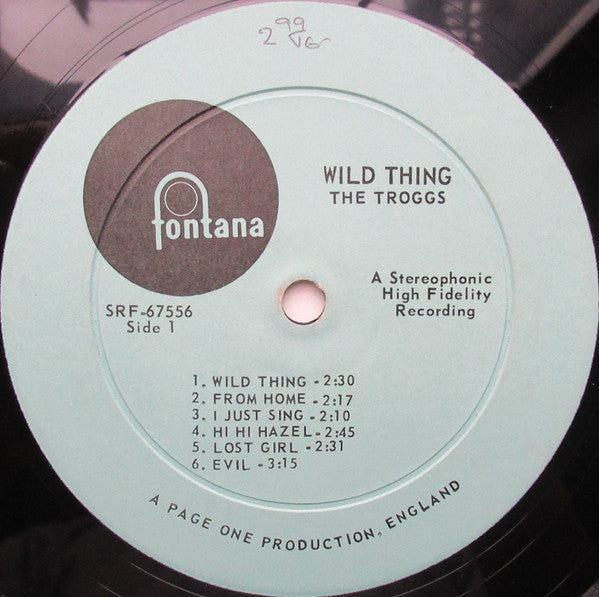 2 99
VG
fontana
WILD THING
THE TROGGS
A Stereophonic
High Fidelity
Recording
SRF-67556
Side 1
1. WILD THING - 2:30
2. FROM HOME - 2:17
3. I JUST SING - 2:10
4. HI HI HAZEL - 2:45
5. LOST GIRL - 2:31
6. EVIL - 3:15
A PAGE ONE PRODUCTION, ENGLAND